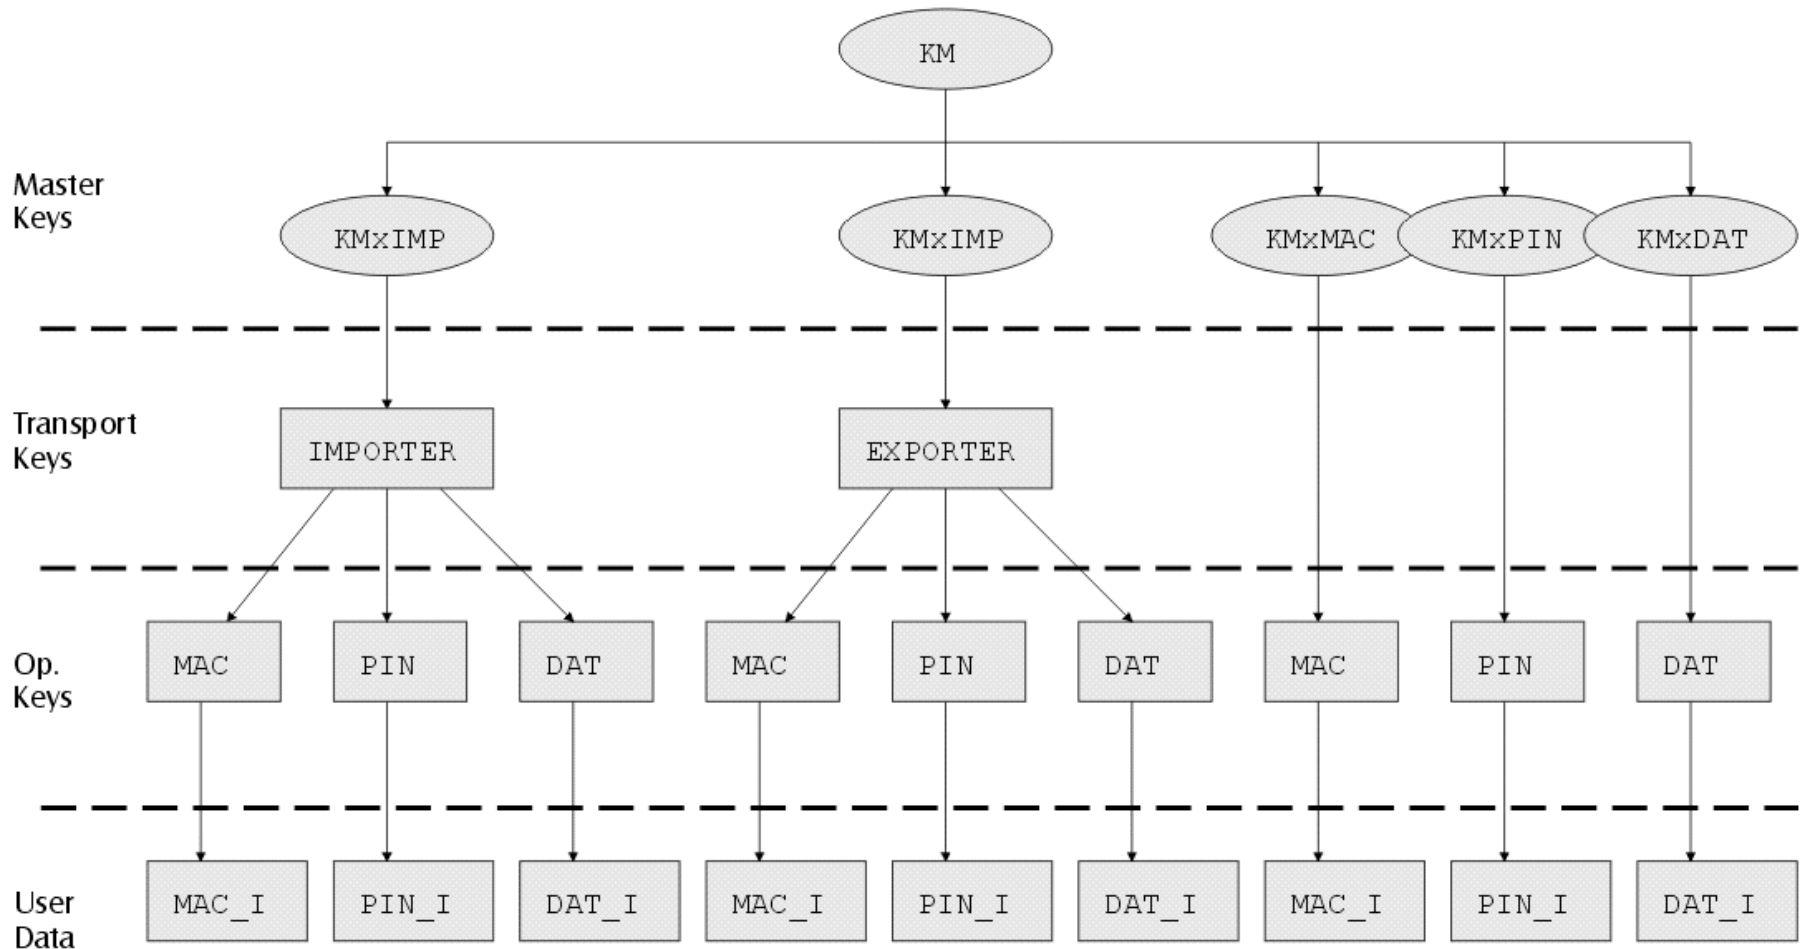 KM
Master
Keys
KMxIMP
KMxIMP
KMxMAC
KMxPIN
KMxDAT
Transport
Keys
IMPORTER
EXPORTER
Op.
Keys
MAC
PIN
DAT
MAC
PIN
DAT
MAC
PIN
DAT
User
Data
MAC_I
PIN_I
DAT_I
MAC_I
PIN_I
DAT_I
MAC_I
PIN_I
DAT_I